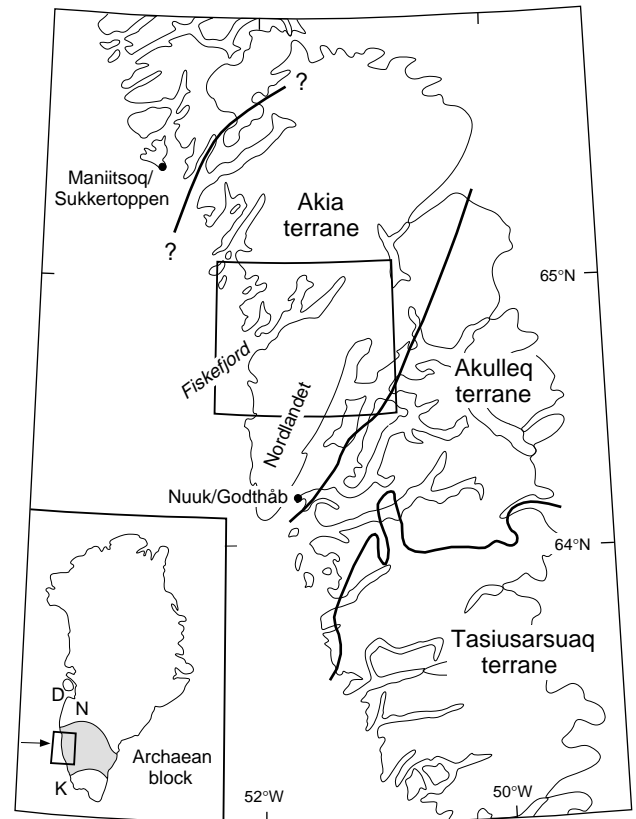 ?
Maniitsoq/
Sukkertoppen
?
Akia
terrane
65°N
Fiskefjord
Nordlandet
Akulleq
terrane
Nuuk/Godthåb
64°N
Tasiusarsuaq
terrane
D
N
Archaean
block
K
52°W
50°W